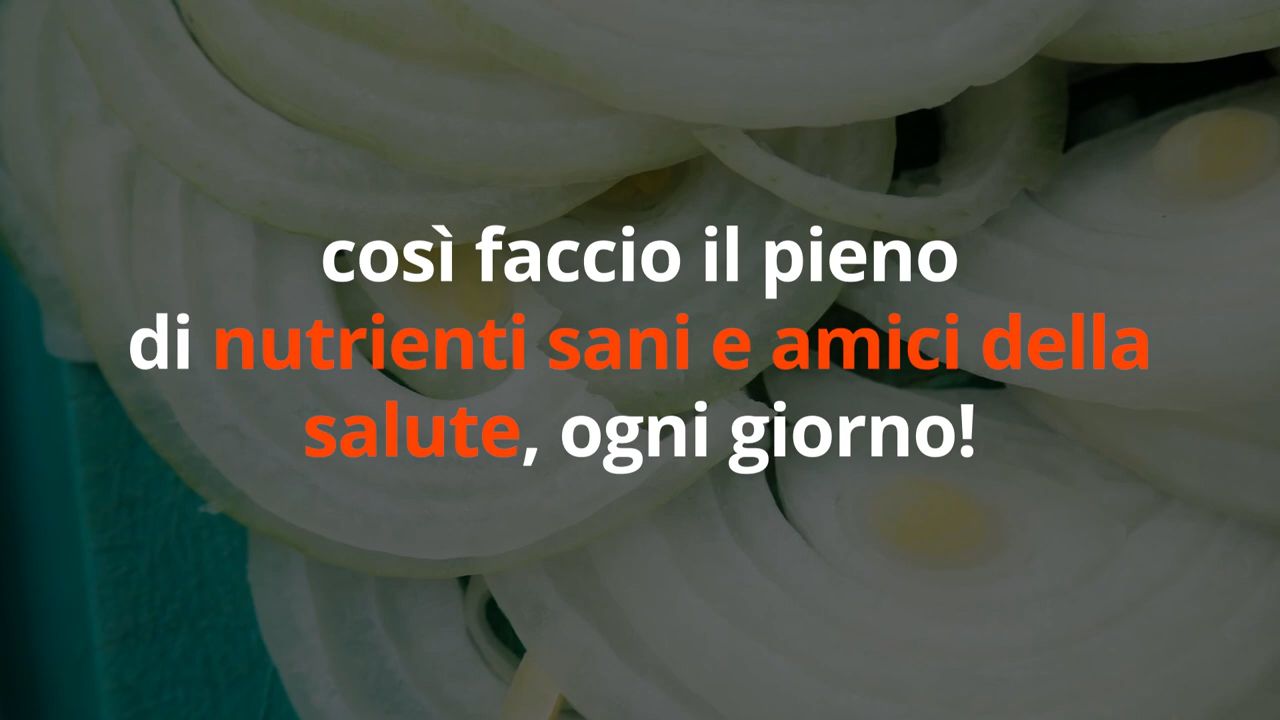 così faccio il pieno
di nutrienti sani e amici della
salute, ogni giorno!